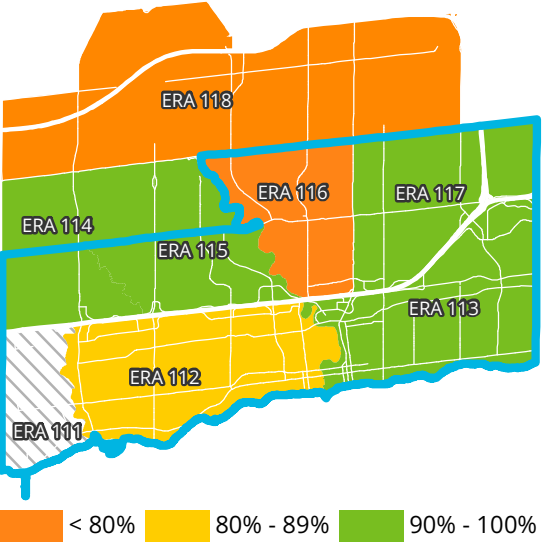 ERA 118
ERA 116
ERA 117
ERA 114
ERA 115
ERA 113
ERA 112
ERA 111
< 80%
80% - 89%
90% - 100%